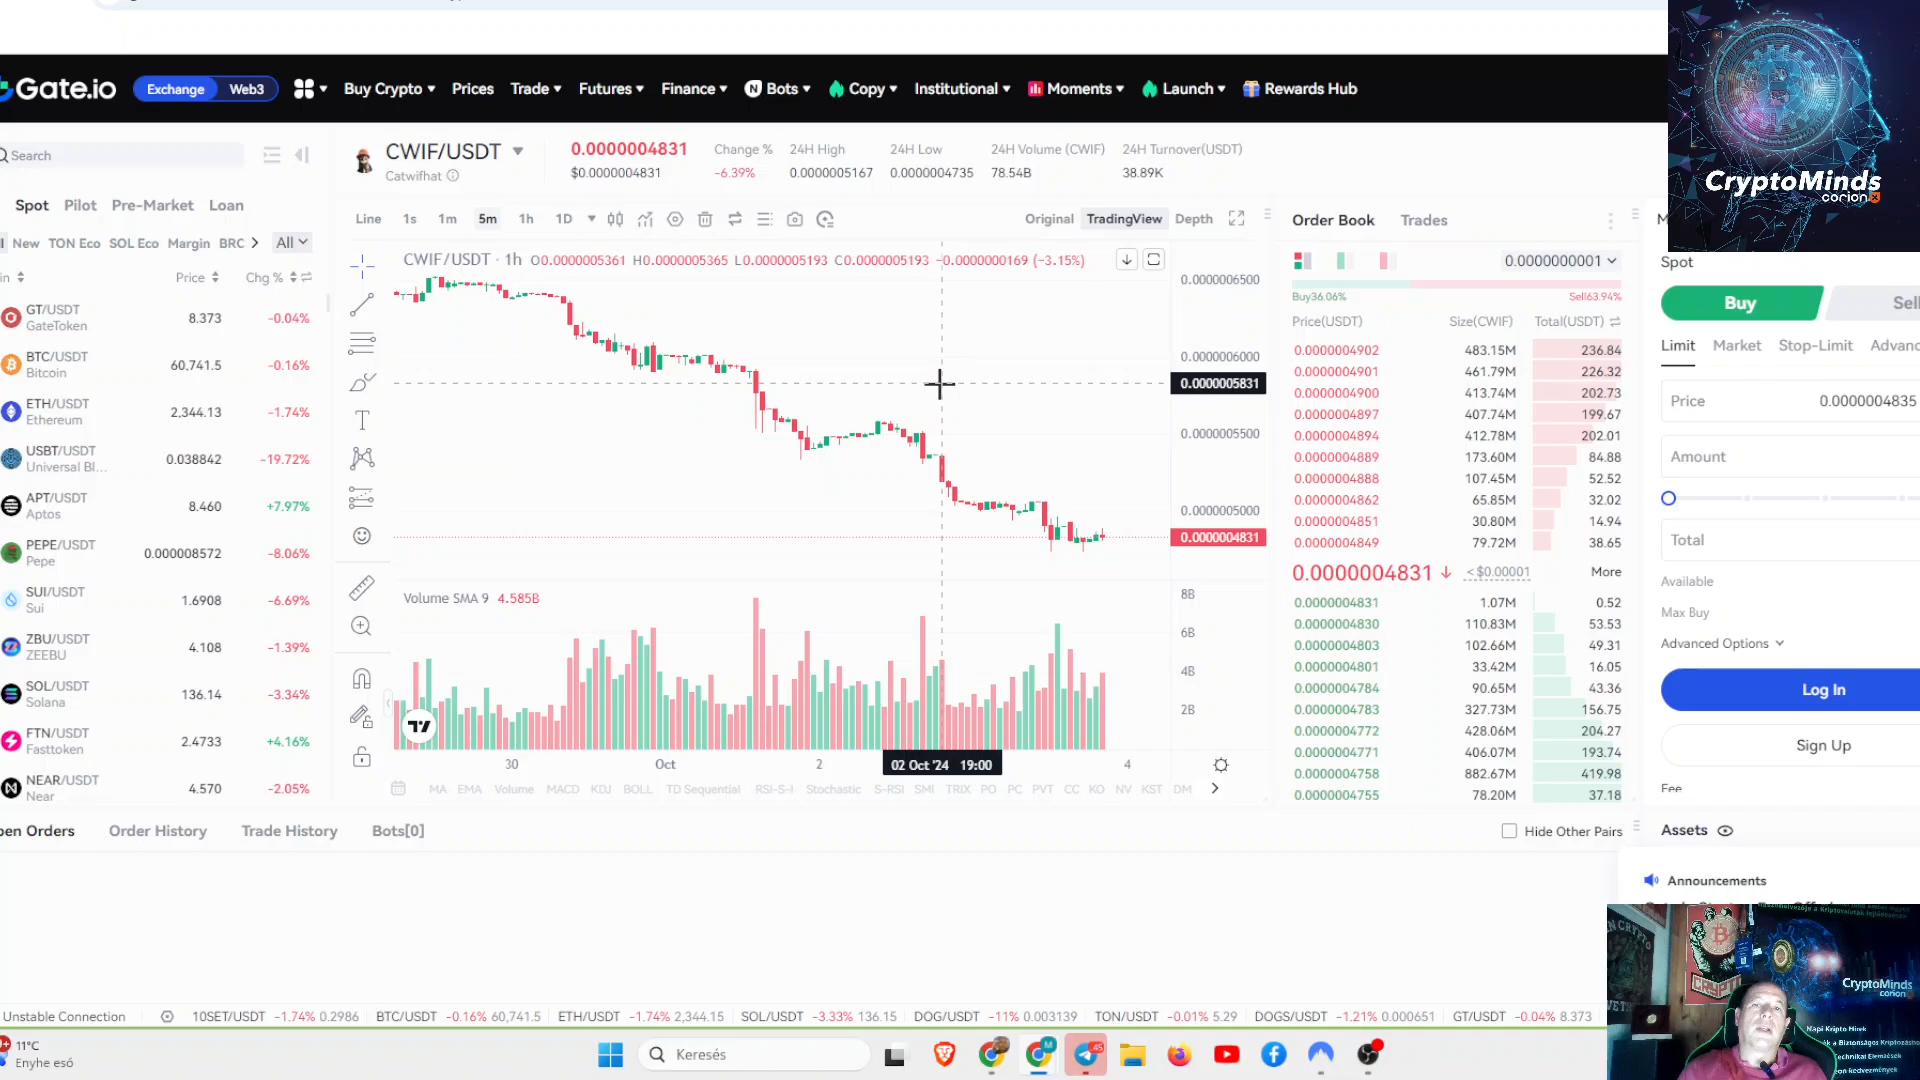 Gate.io
Exchange Web3 Buy Crypto Prices Trade Futures Finance Bots Copy Institutional Moments Launch Rewards Hub
CryptoMinds
corion
Search
CWIF/USDT
Catwifhat
0.0000004831
$0.0000004831
Change %
-6.39%
24H High
0.0000005167
24H Low
0.0000004735
24H Volume (CWIF)
78.54B
24H Turnover(USDT)
38.89K
Spot Pilot Pre-Market Loan
New TON Eco SOL Eco Margin BRC All
Price Chg %
GT/USDT 8.373 -0.04%
GateToken
BTC/USDT 60,741.5 -0.16%
Bitcoin
ETH/USDT 2,344.13 -1.74%
Ethereum
USBT/USDT 0.038842 -19.72%
Universal Bl...
APT/USDT 8.460 +7.97%
Aptos
PEPE/USDT 0.000008572 -8.06%
Pepe
SUI/USDT 1.6908 -6.69%
Sui
ZBU/USDT 4.108 -1.39%
ZEEBU
SOL/USDT 136.14 -3.34%
Solana
FTN/USDT 2.4733 +4.16%
Fasttoken
NEAR/USDT 4.570 -2.05%
Near
Line 1s 1m 5m 1h 1D Original TradingView Depth
CWIF/USDT · 1h O0.0000005361 H0.0000005365 L0.0000005193 C0.0000005193 -0.0000000169 (-3.15%)
0.0000006500
0.0000006000
0.0000005831
0.0000005500
0.0000005000
0.0000004831
Volume SMA 9 4.585B
8B
6B
4B
2B
30 Oct 2 02 Oct '24 19:00 4
MA EMA Volume MACD KDJ BOLL TD Sequential RSI-S-I Stochastic S-RSI SMI TRIX PO PC PVT CC KO NV KST DM
Order Book Trades
0.0000000001
Buy36.06% Sell63.94%
Price(USDT) Size(CWIF) Total(USDT)
0.0000004902 483.15M 236.84
0.0000004901 461.79M 226.32
0.0000004900 413.74M 202.73
0.0000004897 407.74M 199.67
0.0000004894 412.78M 202.01
0.0000004889 173.60M 84.88
0.0000004888 107.45M 52.52
0.0000004862 65.85M 32.02
0.0000004851 30.80M 14.94
0.0000004849 79.72M 38.65
0.0000004831 <$0.00001 More
0.0000004831 1.07M 0.52
0.0000004830 110.83M 53.53
0.0000004803 102.66M 49.31
0.0000004801 33.42M 16.05
0.0000004784 90.65M 43.36
0.0000004783 327.73M 156.75
0.0000004772 428.06M 204.27
0.0000004771 406.07M 193.74
0.0000004758 882.67M 419.98
0.0000004755 78.20M 37.18
Spot
Buy Sell
Limit Market Stop-Limit Advanc
Price 0.0000004835
Amount
Total
Available
Max Buy
Advanced Options
Log In
Sign Up
Fee
Assets
Announcements
pen Orders Order History Trade History Bots[0] Hide Other Pairs
CryptoMinds
corion
Napi Kripto Hírek
Unstable Connection 10SET/USDT -1.74% 0.2986 BTC/USDT -0.16% 60,741.5 ETH/USDT -1.74% 2,344.15 SOL/USDT -3.33% 136.15 DOG/USDT -11% 0.003139 TON/USDT -0.01% 5.29 DOGS/USDT -1.21% 0.000651 GT/USDT -0.04% 8.373
11°C
Enyhe eső
Keresés
45